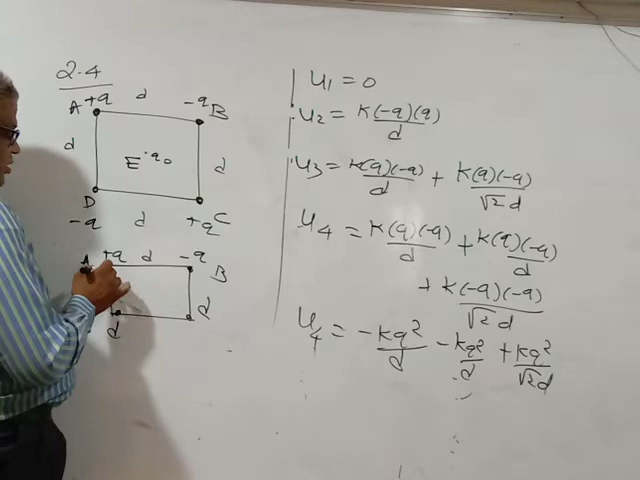 2.4
A +q d -q B
d E .q₀ d
D
-q d +q C
A +q d -q B
d
d
u₁ = 0
u₂ = K(-q)(q)/d
u₃ = K(q)(-q)/d + K(q)(-q)/√2 d
u₄ = K(q)(-q)/d + K(q)(-q)/d
+ K(-q)(-q)/√2 d
u₄ = -Kq²/d - Kq²/d + Kq²/√2 d